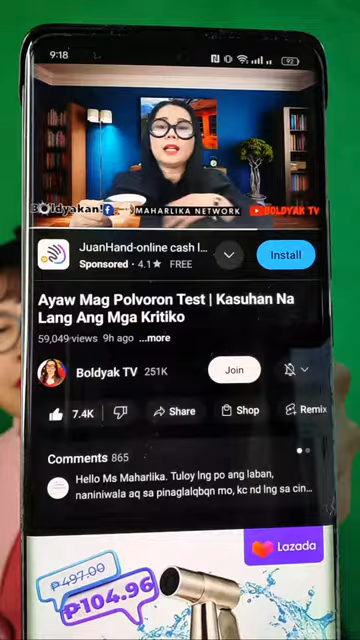 9:18
92
Boldyakan!
MAHARLIKA NETWORK
BOLDYAK TV
JuanHand-online cash l...
Sponsored • 4.1★ FREE
Install
Ayaw Mag Polvoron Test | Kasuhan Na
Lang Ang Mga Kritiko
59,049 views 9h ago ...more
Boldyak TV 251K
Join
7.4K
Share
Shop
Remix
Comments 865
Hello Ms Maharlika. Tuloy lng po ang laban,
naniniwala aq sa pinaglalqbqn mo, kc nd lng sa cin...
Lazada
₱497.00
₱104.96